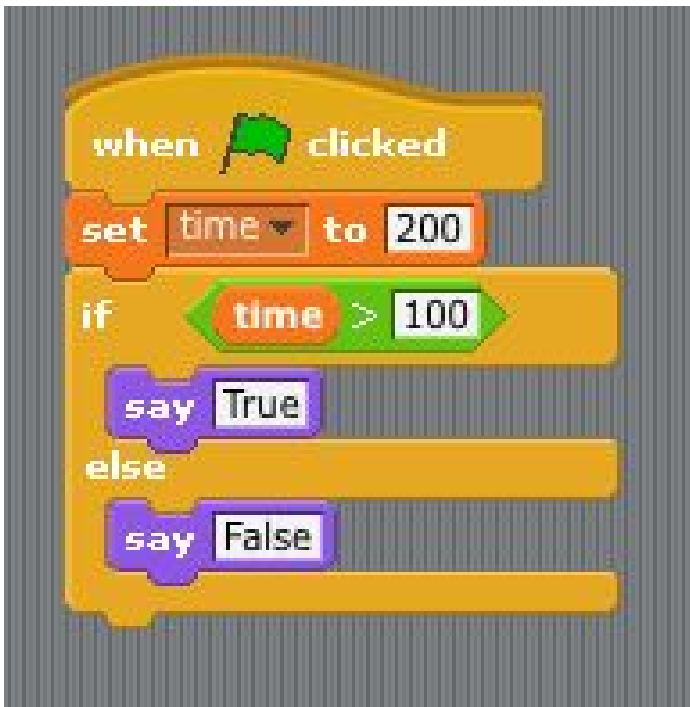 when clicked
set time to 200
if time > 100
say True
else
say False